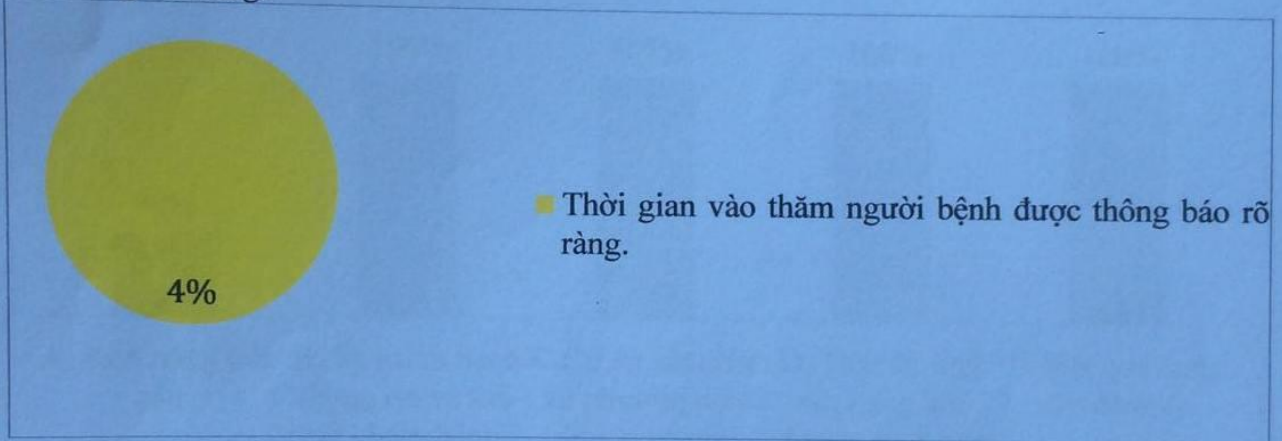 Thời gian vào thăm người bệnh được thông báo rõ
ràng.
4%